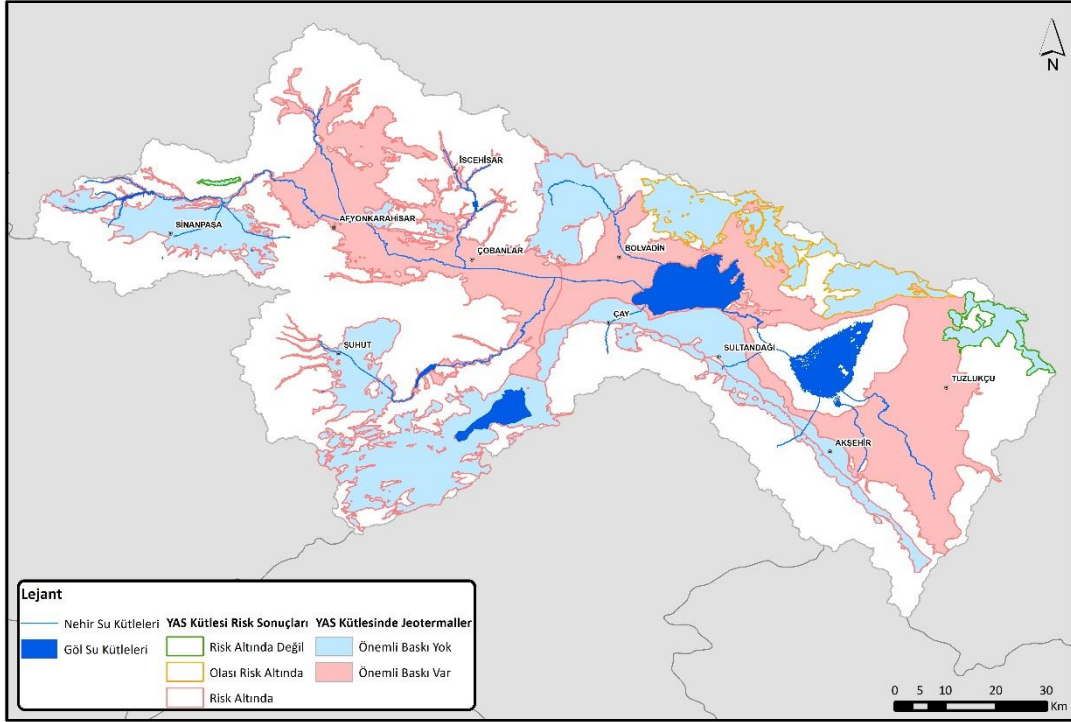 N
İSCEHİSAR
AFYONKARAHİSAR
SİNANPAŞA
ÇOBANLAR
BOLVADİN
ÇAY
SULTANDAĞI
ŞUHUT
TUZLUKÇU
AKŞEHİR
Lejant
Nehir Su Kütleleri
Göl Su Kütleleri
YAS Kütlesi Risk Sonuçları
Risk Altında Değil
Olası Risk Altında
Risk Altında
YAS Kütlesinde Jeotermaller
Önemli Baskı Yok
Önemli Baskı Var
0 5 10 20 30
Km